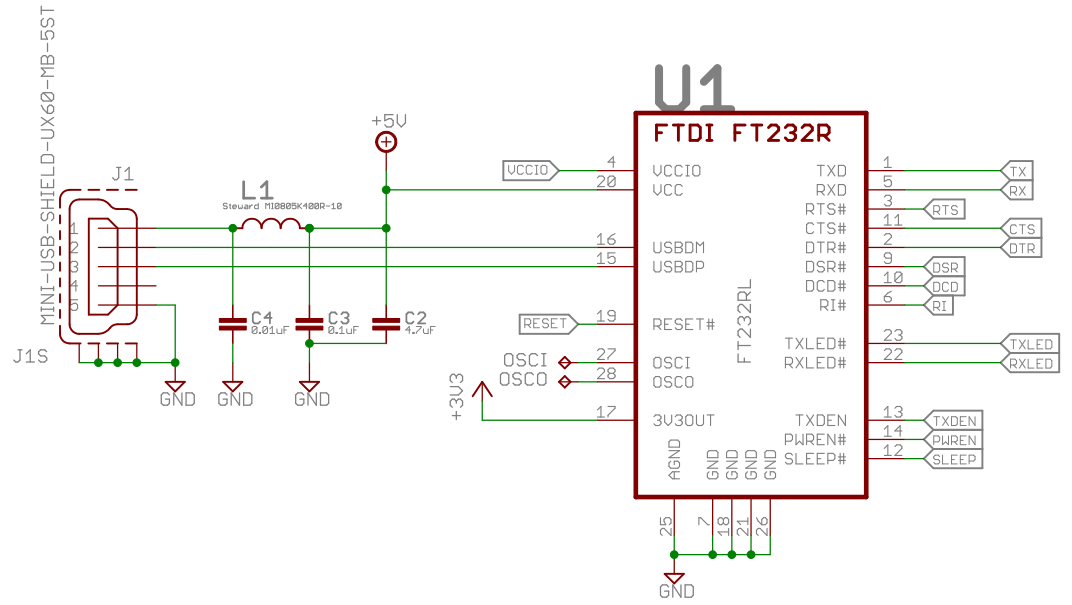 MINI-USB-SHIELD-UX60-MB-5ST
J1
1
2
3
4
5
J1S
GND
GND
GND
L1
Steward MI0805K400R-10
+5V
C4
0.01uF
C3
0.1uF
C2
4.7uF
U1
FTDI FT232R
FT232RL
VCCIO 4 VCCIO
20 VCC
16 USBDM
15 USBDP
RESET 19 RESET#
OSCI 27 OSCI
OSCO 28 OSCO
+3V3
17 3V3OUT
TXD 1 TX
RXD 5 RX
RTS# 3 RTS
CTS# 11 CTS
DTR# 2 DTR
DSR# 9 DSR
DCD# 10 DCD
RI# 6 RI
TXLED# 23 TXLED
RXLED# 22 RXLED
TXDEN 13 TXDEN
PWREN# 14 PWREN
SLEEP# 12 SLEEP
AGND GND GND GND GND
25 7 18 21 26
GND